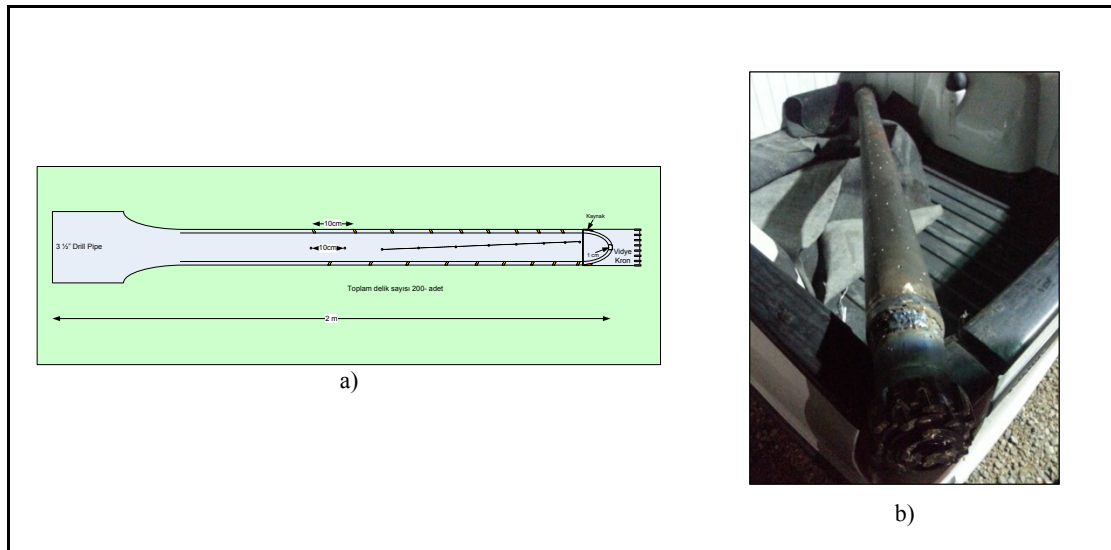 Kaynak
10cm
3 ½" Drill Pipe
10cm
1 cm
Vidye
Kron
Toplam delik sayısı 200- adet
2 m
a)
b)